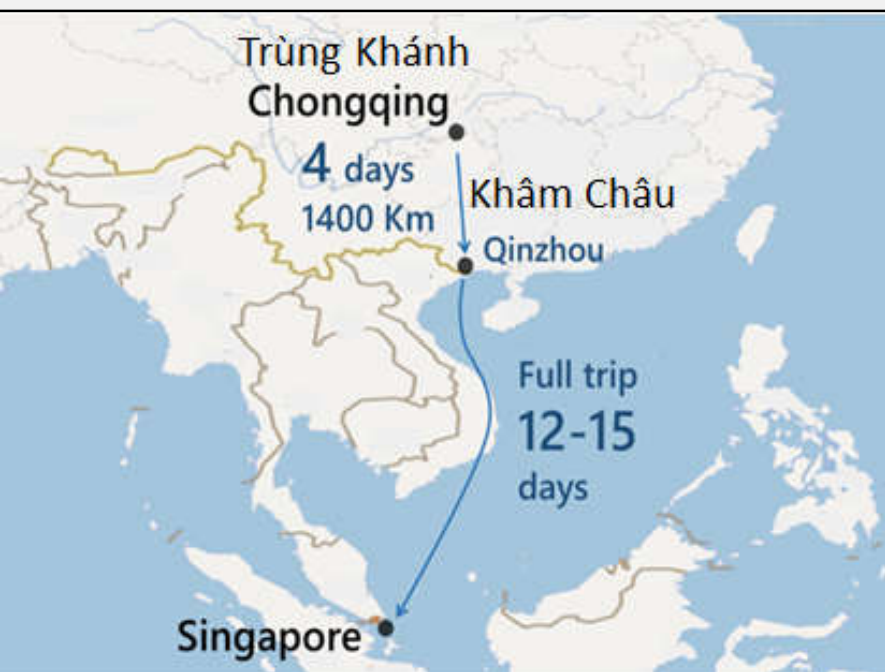 Trùng Khánh
Chongqing
4 days
1400 Km
Khâm Châu
Qinzhou
Full trip
12-15
days
Singapore